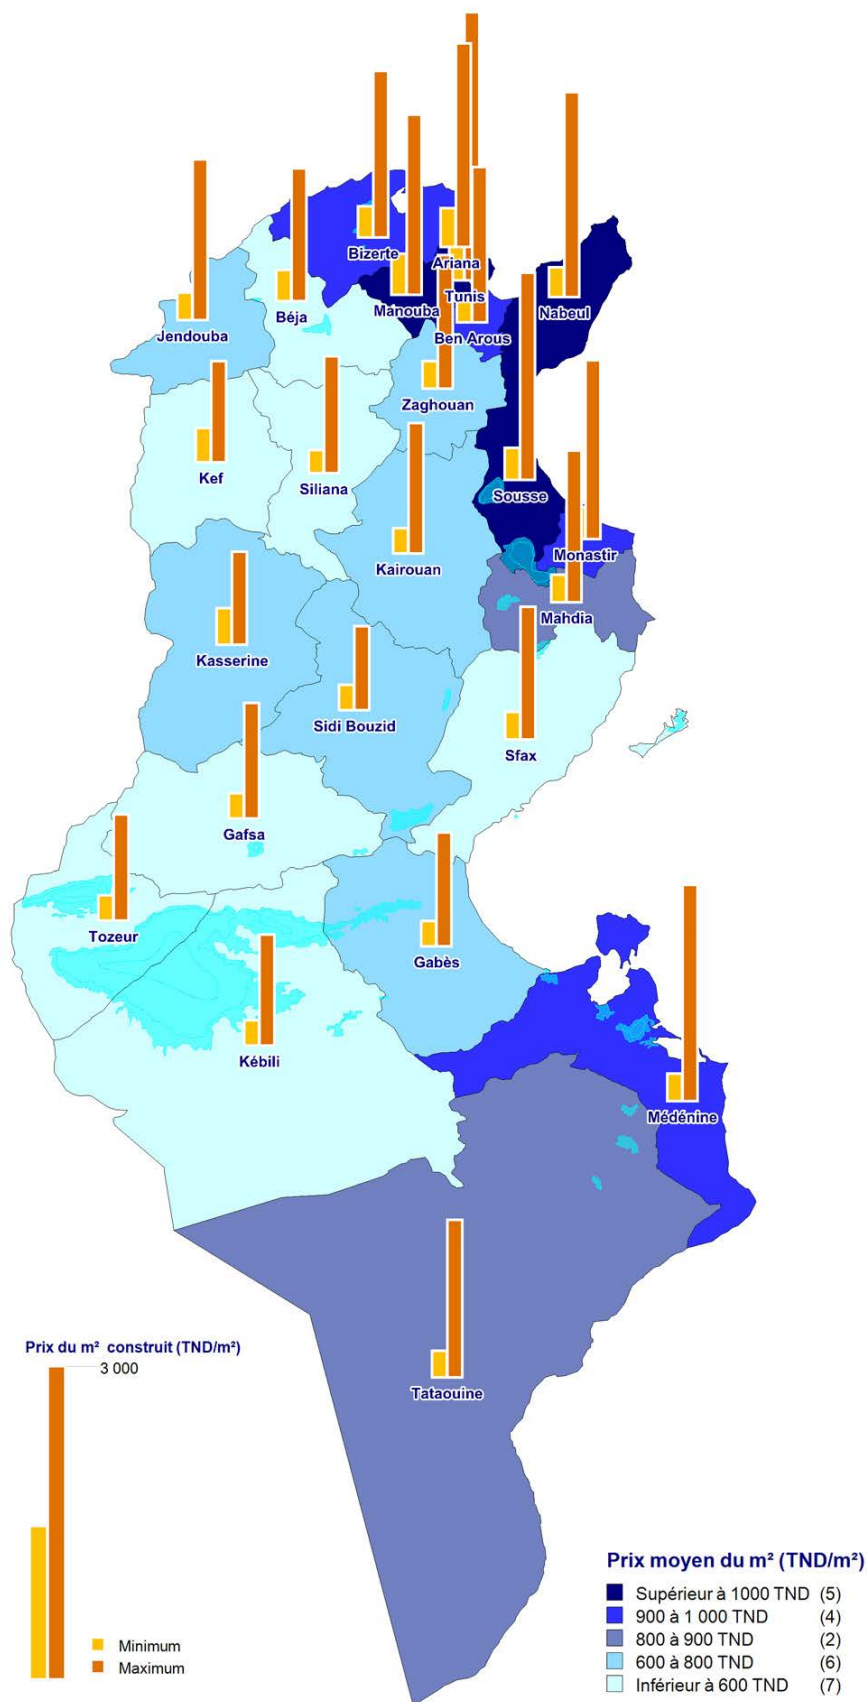 Bizerte
Ariana
Manouba
Tunis
Nabeul
Jendouba
Béja
Ben Arous
Zaghouan
Kef
Siliana
Sousse
Kairouan
Monastir
Mahdia
Kasserine
Sidi Bouzid
Sfax
Gafsa
Tozeur
Gabès
Kébili
Médénine
Tataouine
Prix du m² construit (TND/m²)
3 000
Minimum
Maximum
Prix moyen du m² (TND/m²)
Supérieur à 1000 TND (5)
900 à 1 000 TND (4)
800 à 900 TND (2)
600 à 800 TND (6)
Inférieur à 600 TND (7)